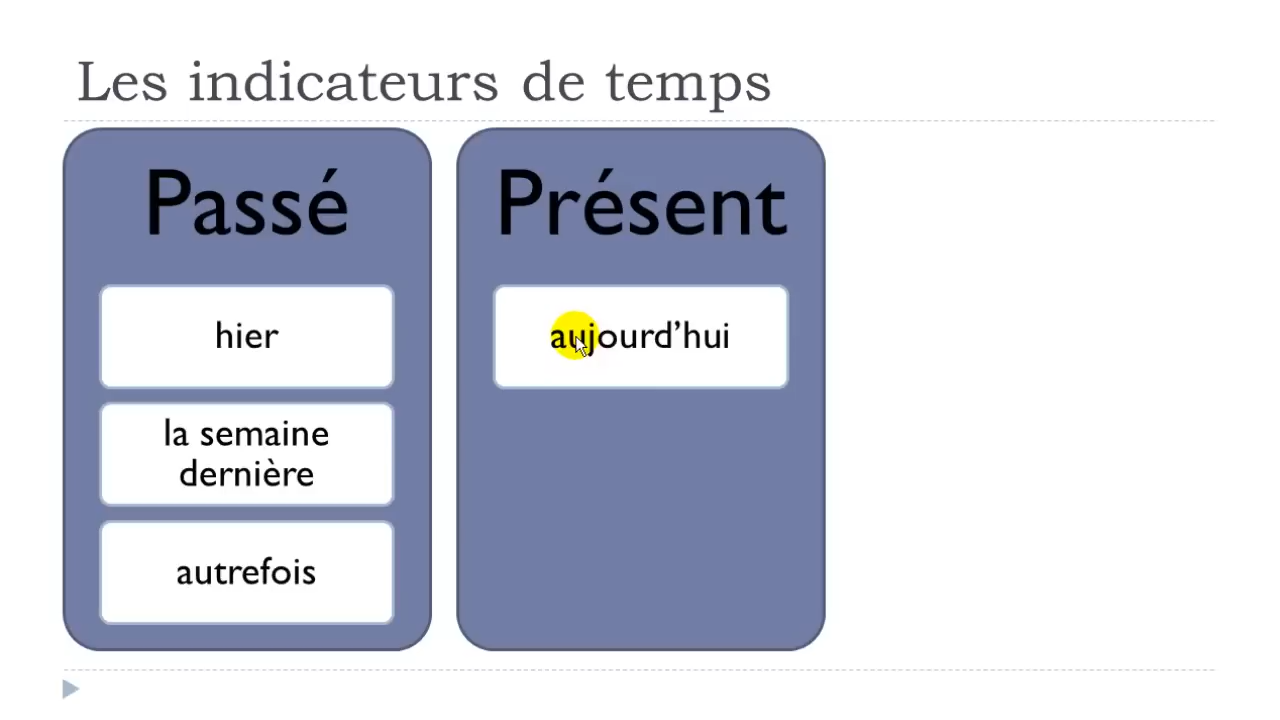 Les indicateurs de temps
Passé
hier
la semaine
dernière
autrefois
Présent
aujourd’hui